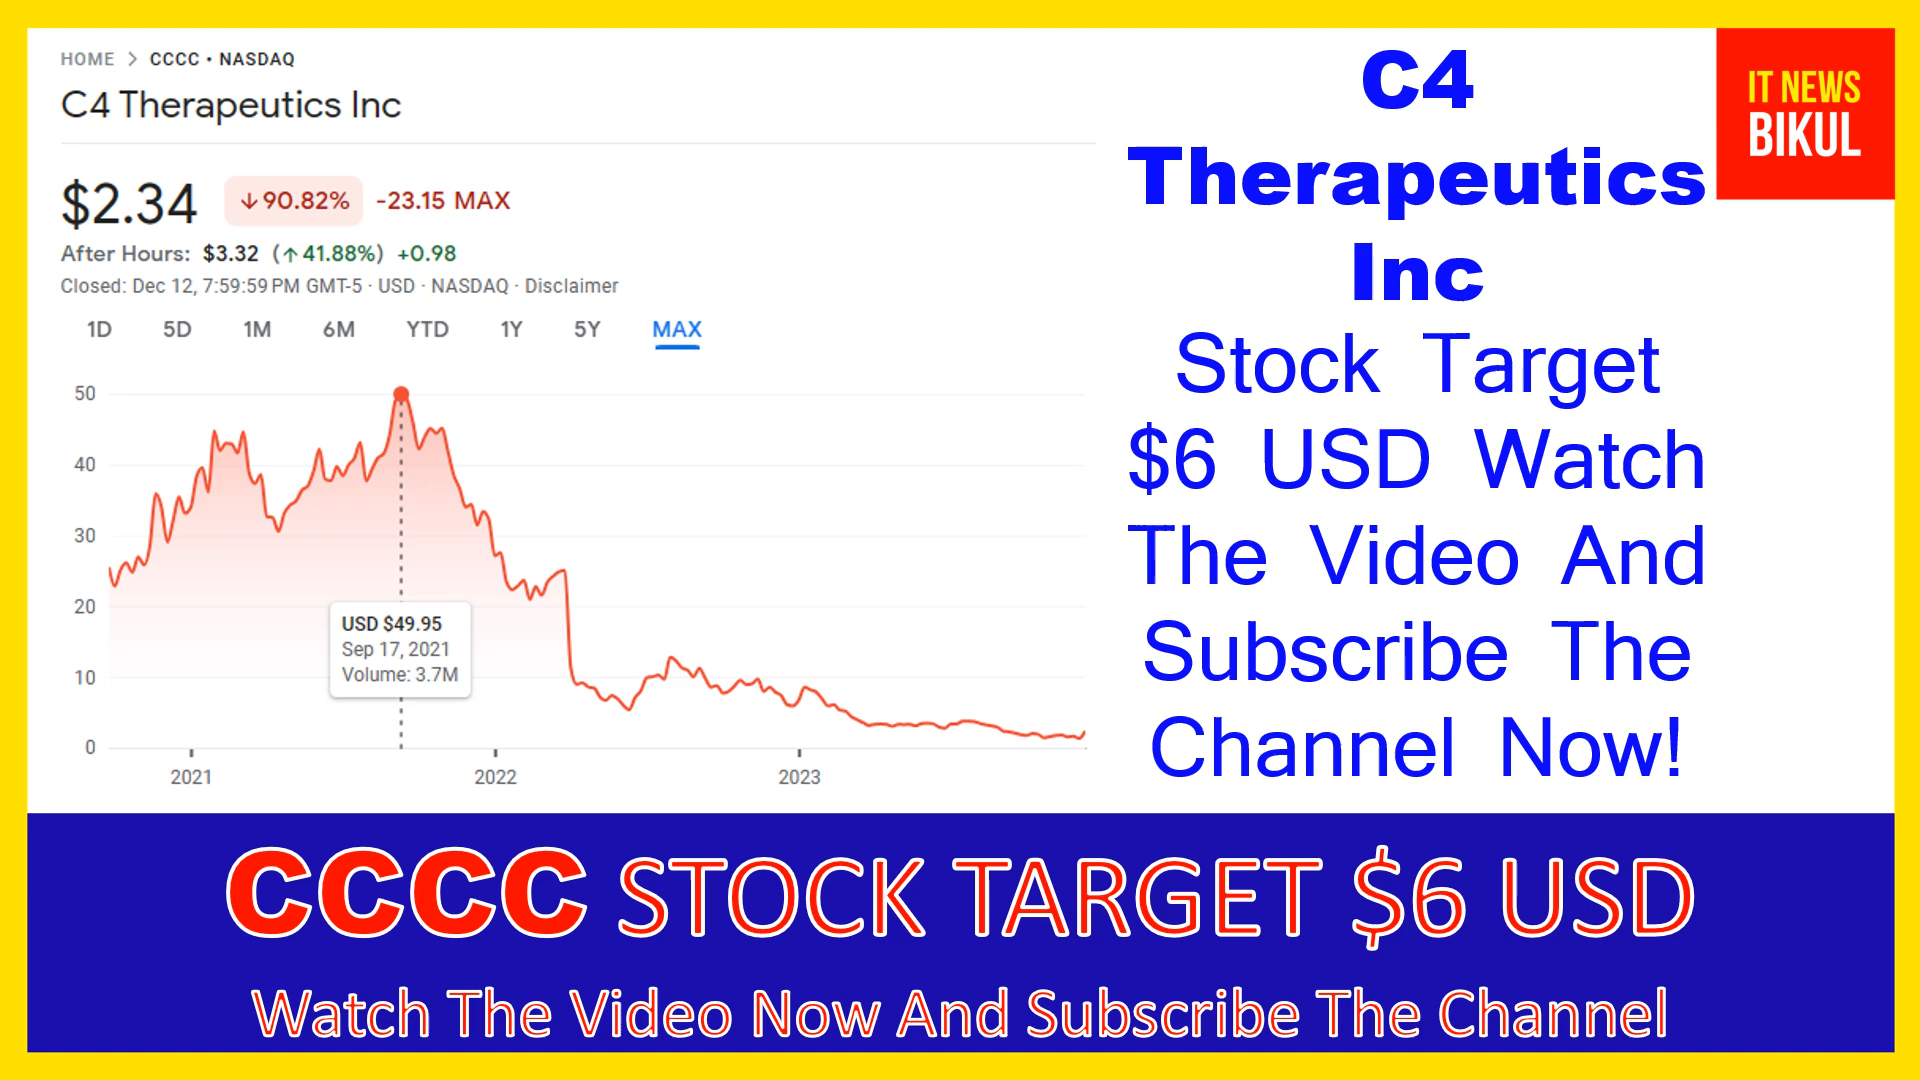 HOME > CCCC • NASDAQ
C4 Therapeutics Inc
$2.34 ↓90.82% -23.15 MAX
After Hours: $3.32 (↑41.88%) +0.98
Closed: Dec 12, 7:59:59 PM GMT-5 · USD · NASDAQ · Disclaimer
1D 5D 1M 6M YTD 1Y 5Y MAX
50
40
30
20
10
0
USD $49.95
Sep 17, 2021
Volume: 3.7M
2021 2022 2023
C4
Therapeutics
Inc
Stock Target
$6 USD Watch
The Video And
Subscribe The
Channel Now!
IT NEWS
BIKUL
CCCC STOCK TARGET $6 USD
Watch The Video Now And Subscribe The Channel